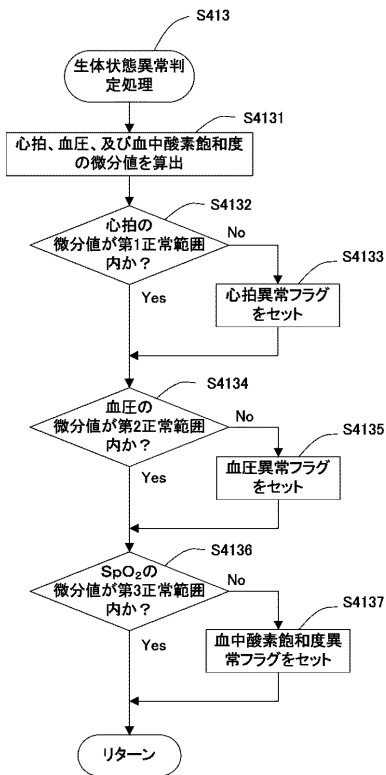 S413
生体状態異常判
定処理
S4131
心拍、血圧、及び血中酸素飽和度
の微分値を算出
S4132
心拍の
微分値が第1正常範囲
内か？
No
S4133
心拍異常フラグ
をセット
Yes
S4134
血圧の
微分値が第2正常範囲
内か？
No
S4135
血圧異常フラグ
をセット
Yes
S4136
SpO₂の
微分値が第3正常範囲
内か？
No
S4137
血中酸素飽和度異
常フラグをセット
Yes
リターン